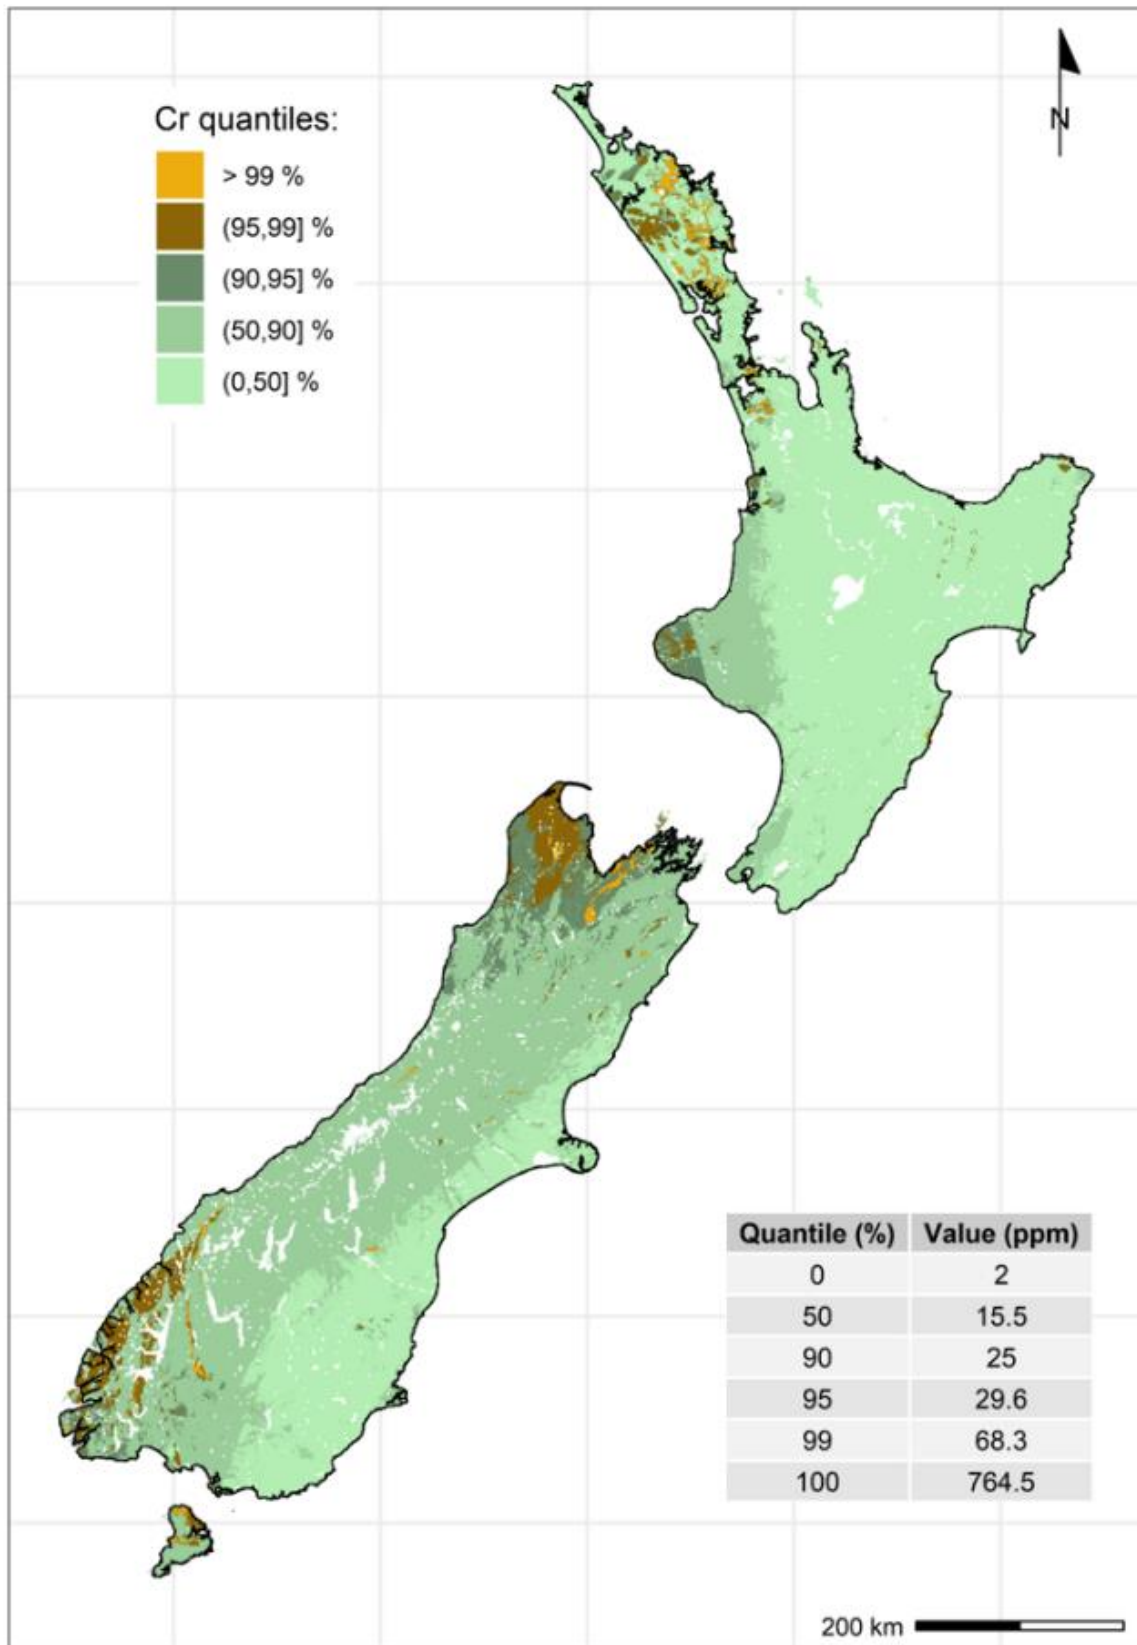 N
Cr quantiles:
> 99 %
(95,99] %
(90,95] %
(50,90] %
(0,50] %
Quantile (%) Value (ppm)
0 2
50 15.5
90 25
95 29.6
99 68.3
100 764.5
200 km